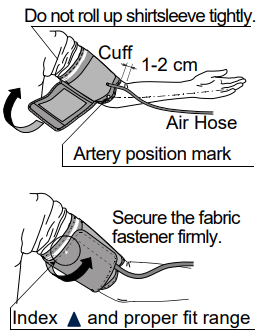 Do not roll up shirtsleeve tightly.
Cuff
1-2 cm
Air Hose
Artery position mark
Secure the fabric
fastener firmly.
Index ▲ and proper fit range